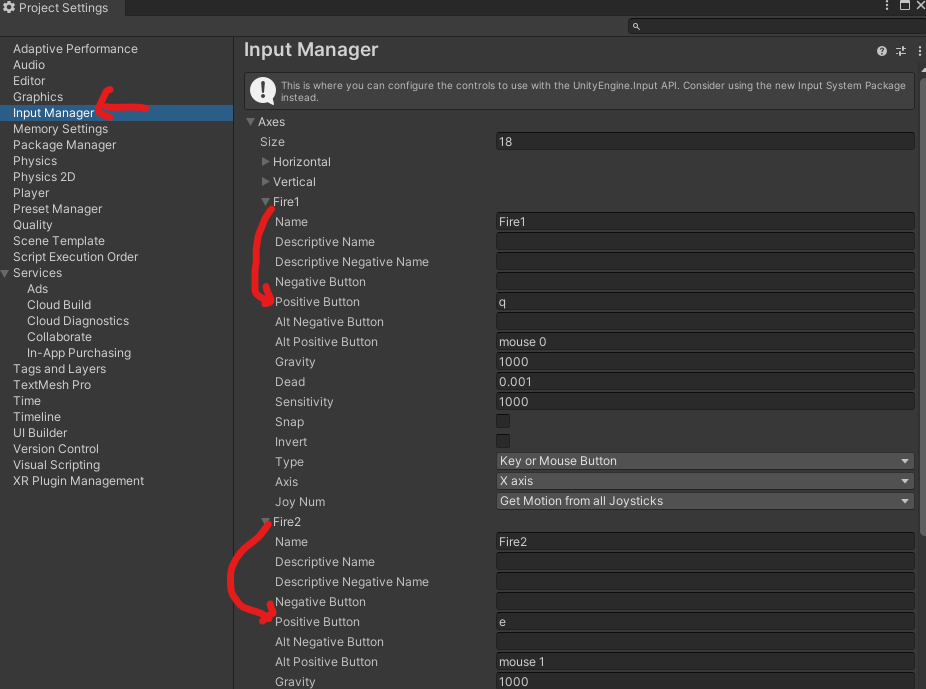 Project Settings
Adaptive Performance
Audio
Editor
Graphics
Input Manager
Memory Settings
Package Manager
Physics
Physics 2D
Player
Preset Manager
Quality
Scene Template
Script Execution Order
Services
Ads
Cloud Build
Cloud Diagnostics
Collaborate
In-App Purchasing
Tags and Layers
TextMesh Pro
Time
Timeline
UI Builder
Version Control
Visual Scripting
XR Plugin Management
Input Manager
This is where you can configure the controls to use with the UnityEngine.Input API. Consider using the new Input System Package
instead.
Axes
Size 18
Horizontal
Vertical
Fire1
Name Fire1
Descriptive Name
Descriptive Negative Name
Negative Button
Positive Button q
Alt Negative Button
Alt Positive Button mouse 0
Gravity 1000
Dead 0.001
Sensitivity 1000
Snap
Invert
Type Key or Mouse Button
Axis X axis
Joy Num Get Motion from all Joysticks
Fire2
Name Fire2
Descriptive Name
Descriptive Negative Name
Negative Button
Positive Button e
Alt Negative Button
Alt Positive Button mouse 1
Gravity 1000